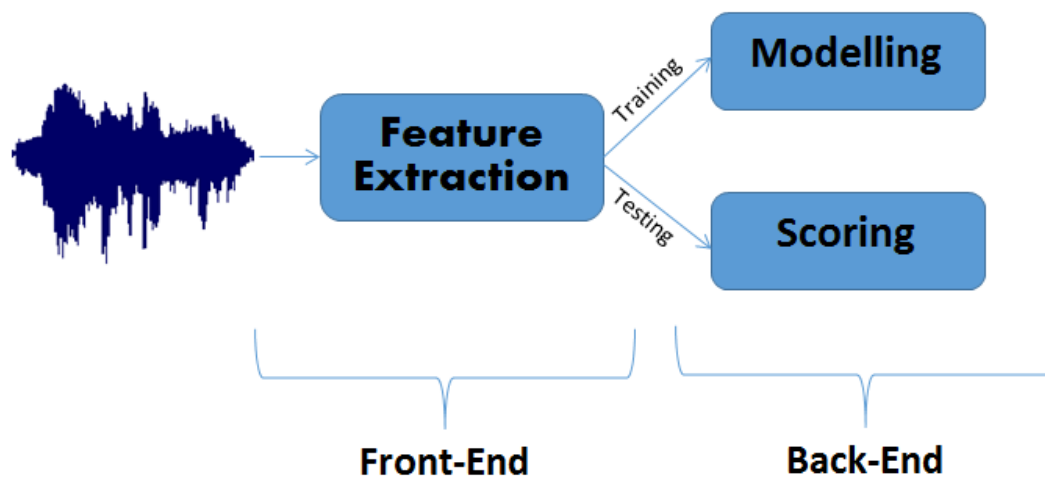 Feature
Extraction
Training
Modelling
Testing
Scoring
Front-End
Back-End